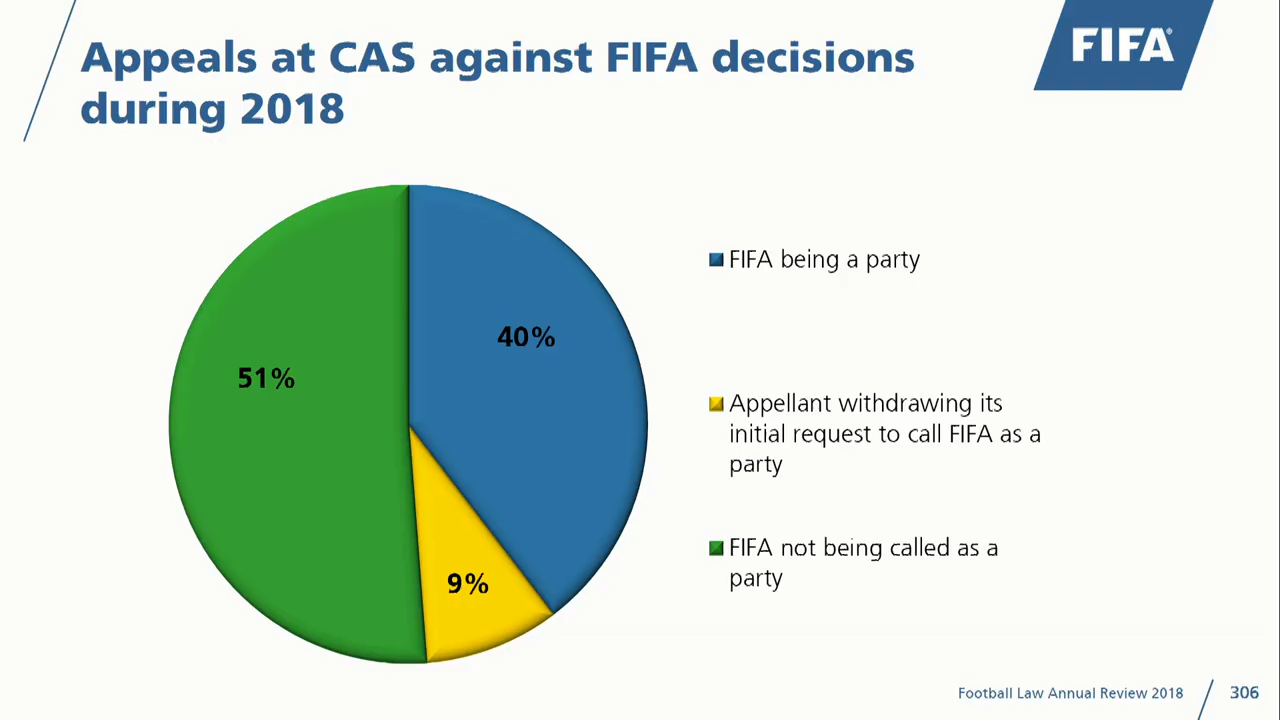 Appeals at CAS against FIFA decisions
during 2018
FIFA®
40%
51%
9%
FIFA being a party
Appellant withdrawing its
initial request to call FIFA as a
party
FIFA not being called as a
party
Football Law Annual Review 2018
306